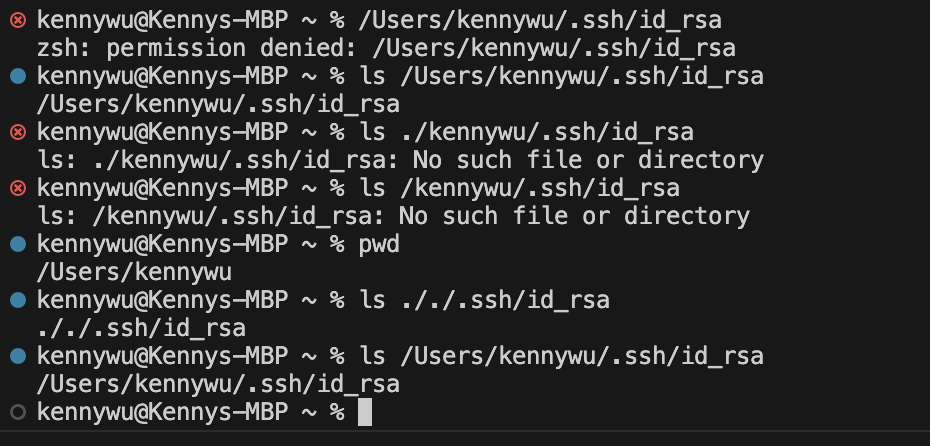 kennywu@Kennys-MBP ~ % /Users/kennywu/.ssh/id_rsa
zsh: permission denied: /Users/kennywu/.ssh/id_rsa
kennywu@Kennys-MBP ~ % ls /Users/kennywu/.ssh/id_rsa
/Users/kennywu/.ssh/id_rsa
kennywu@Kennys-MBP ~ % ls ./kennywu/.ssh/id_rsa
ls: ./kennywu/.ssh/id_rsa: No such file or directory
kennywu@Kennys-MBP ~ % ls /kennywu/.ssh/id_rsa
ls: /kennywu/.ssh/id_rsa: No such file or directory
kennywu@Kennys-MBP ~ % pwd
/Users/kennywu
kennywu@Kennys-MBP ~ % ls ././.ssh/id_rsa
././.ssh/id_rsa
kennywu@Kennys-MBP ~ % ls /Users/kennywu/.ssh/id_rsa
/Users/kennywu/.ssh/id_rsa
kennywu@Kennys-MBP ~ %